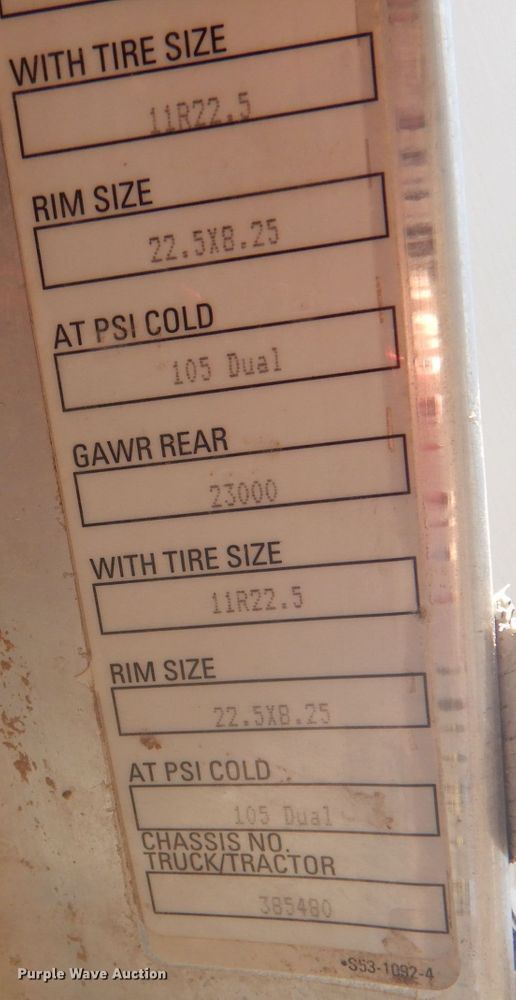 WITH TIRE SIZE
11R22.5
RIM SIZE
22.5X8.25
AT PSI COLD
105 Dual
GAWR REAR
23000
WITH TIRE SIZE
11R22.5
RIM SIZE
22.5X8.25
AT PSI COLD
105 Dual
CHASSIS NO.
TRUCK/TRACTOR
385480
•S53-1092-4
Purple Wave Auction